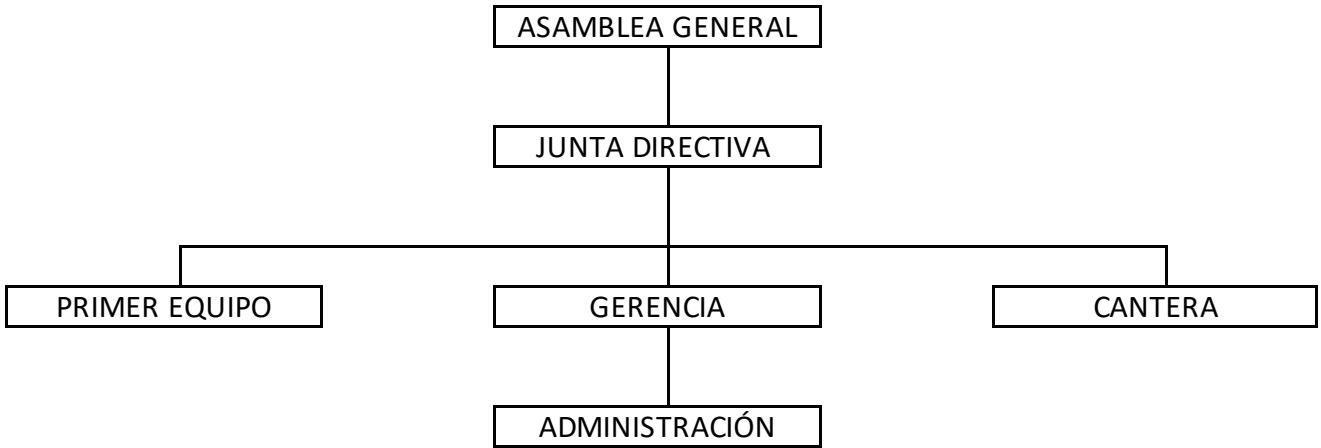 ASAMBLEA GENERAL
JUNTA DIRECTIVA
PRIMER EQUIPO
GERENCIA
CANTERA
ADMINISTRACIÓN